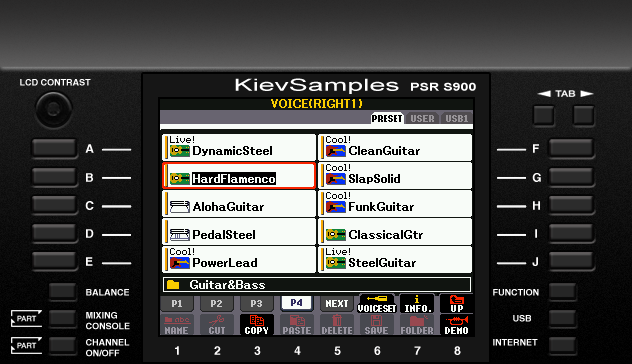 LCD CONTRAST
KievSamples PSR S900
TAB
VOICE(RIGHT1)
PRESET USER USB1
A
Live!
DynamicSteel
Cool!
CleanGuitar
F
B
HardFlamenco
Cool!
SlapSolid
G
C
AlohaGuitar
Cool!
FunkGuitar
H
D
PedalSteel
ClassicalGtr
I
E
Cool!
PowerLead
Live!
SteelGuitar
J
BALANCE
Guitar&Bass
FUNCTION
P1 P2 P3 P4 NEXT VOICESET INFO. UP
PART
MIXING
CONSOLE
USB
NAME CUT COPY PASTE DELETE SAVE FOLDER DEMO
PART
CHANNEL
ON/OFF
INTERNET
1 2 3 4 5 6 7 8